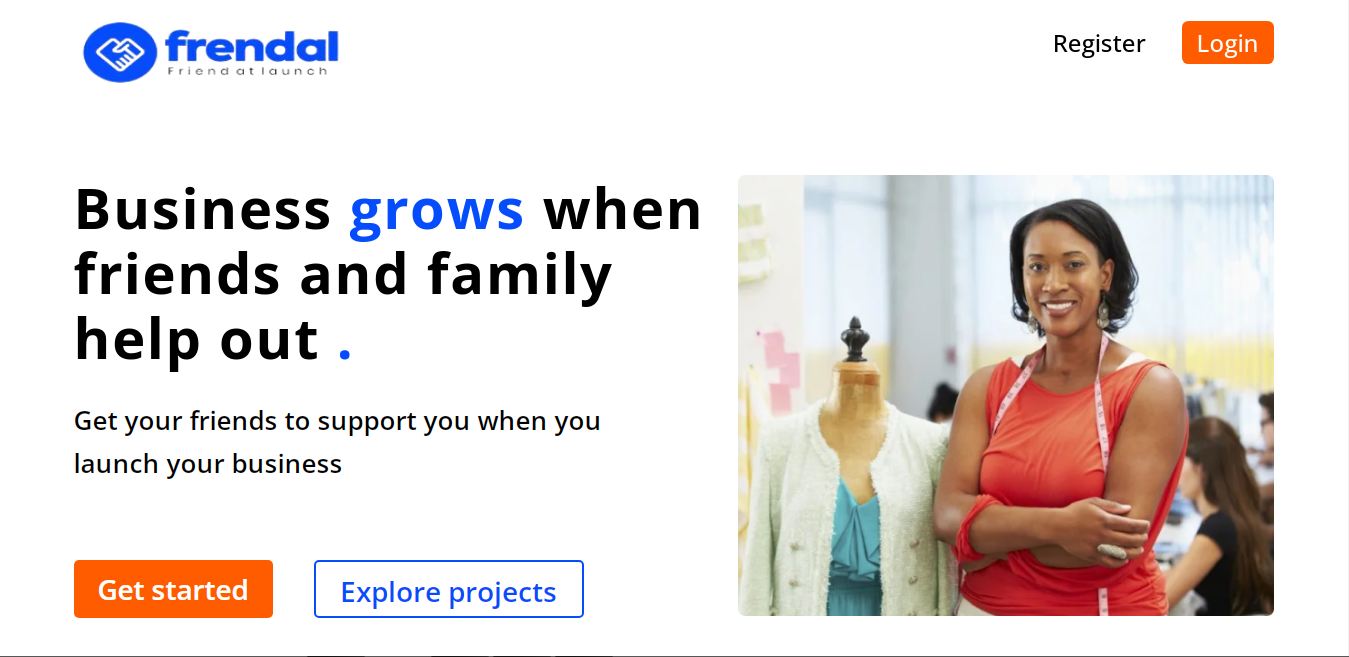 frendal
Friend at launch
Register
Login
Business grows when
friends and family
help out .
Get your friends to support you when you
launch your business
Get started
Explore projects